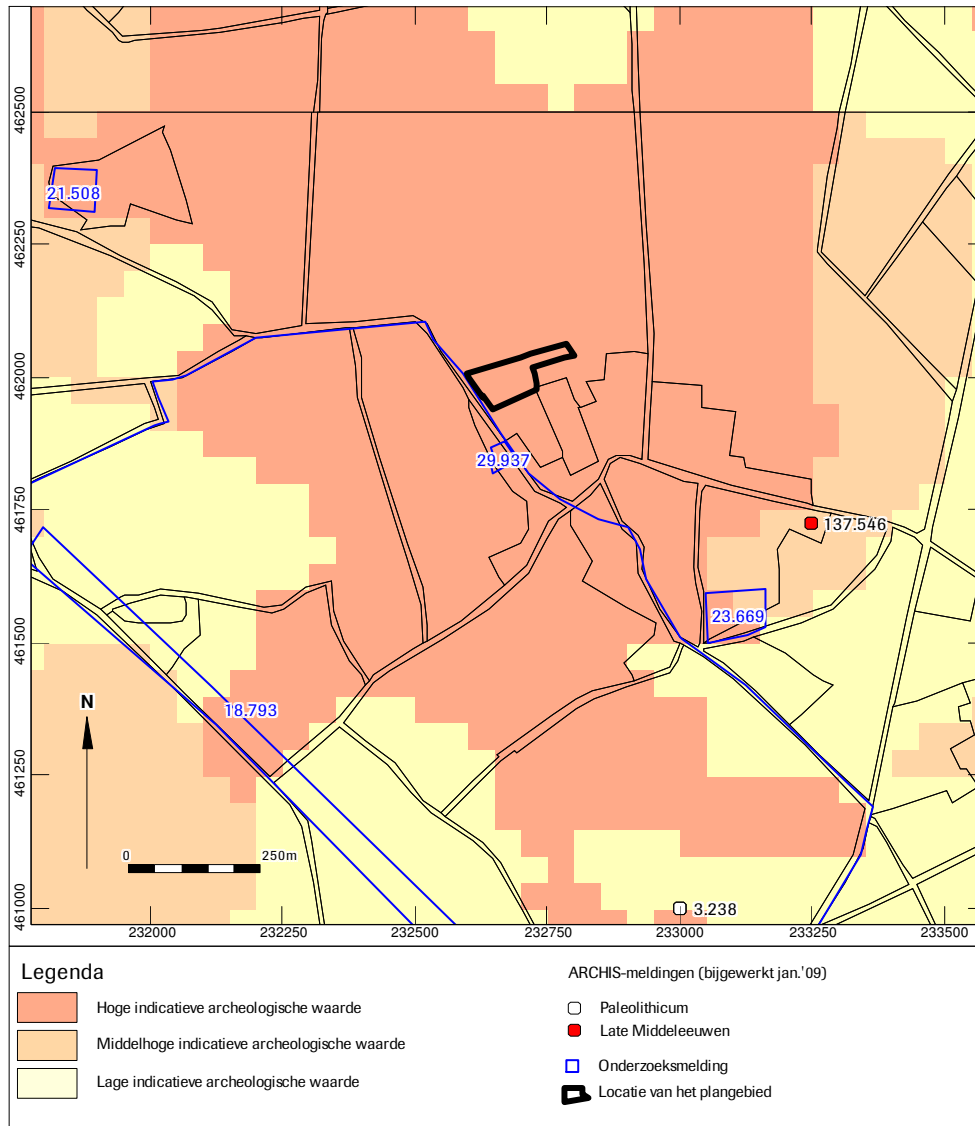 462500
462250
462000
461750
461500
461250
461000
21.508
29.937
137.546
23.669
18.793
N
0 250m
3.238
232000 232250 232500 232750 233000 233250 233500
Legenda
Hoge indicatieve archeologische waarde
Middelhoge indicatieve archeologische waarde
Lage indicatieve archeologische waarde
ARCHIS-meldingen (bijgewerkt jan.'09)
Paleolithicum
Late Middeleeuwen
Onderzoeksmelding
Locatie van het plangebied